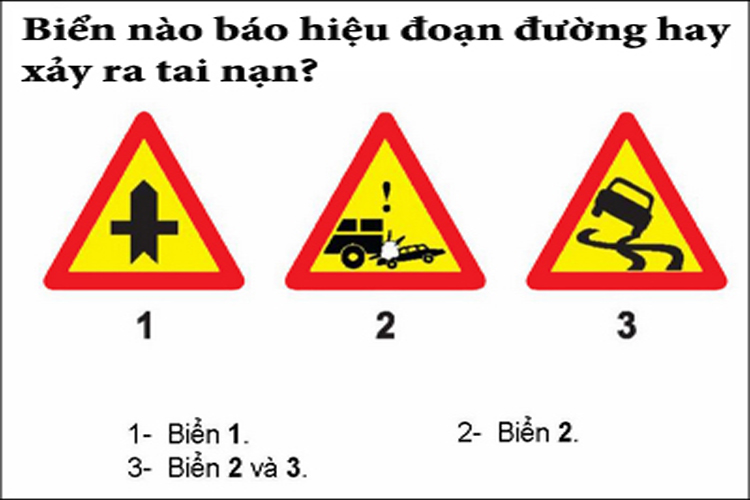 Biển nào báo hiệu đoạn đường hay
xảy ra tai nạn?
!
1 2 3
1- Biển 1. 2- Biển 2.
3- Biển 2 và 3.